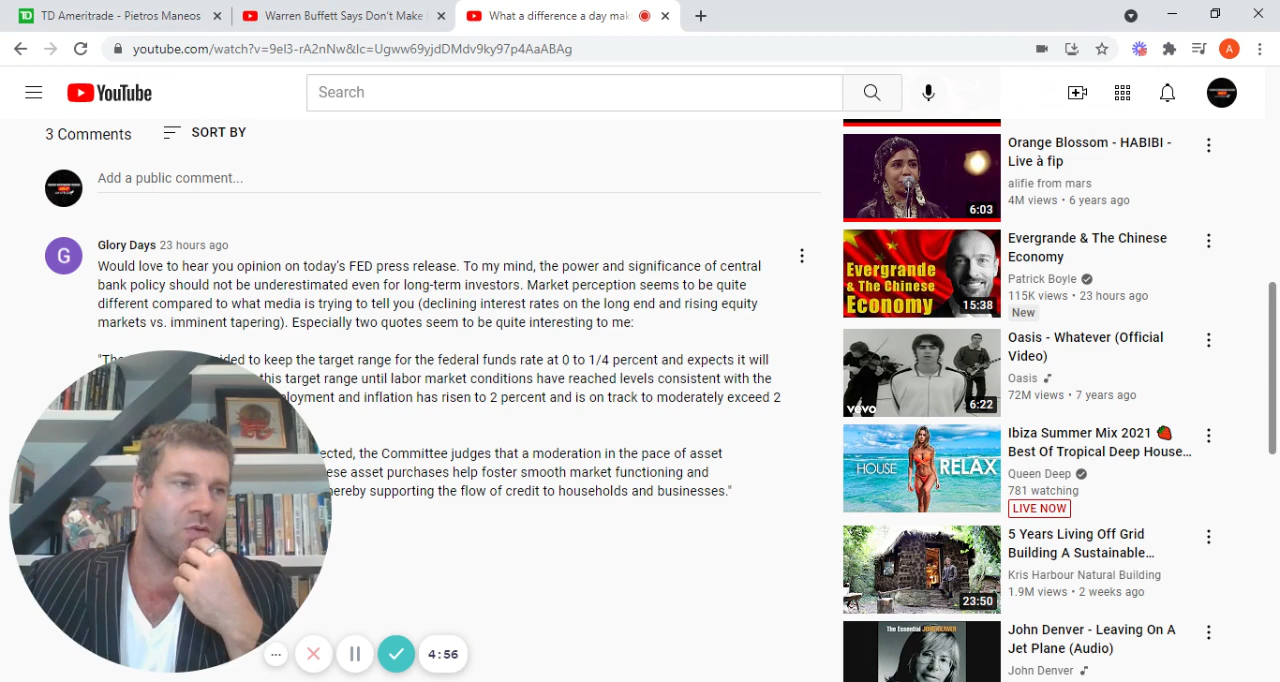 TD Ameritrade - Pietros Maneos
Warren Buffett Says Don't Make
What a difference a day mak
youtube.com/watch?v=9eI3-rA2nNw&lc=Ugww69yjdDMdv9ky97p4AaABAg
A
YouTube
Search
3 Comments
SORT BY
Add a public comment...
G
Glory Days 23 hours ago
Would love to hear you opinion on today's FED press release. To my mind, the power and significance of central
bank policy should not be underestimated even for long-term investors. Market perception seems to be quite
different compared to what media is trying to tell you (declining interest rates on the long end and rising equity
markets vs. imminent tapering). Especially two quotes seem to be quite interesting to me:
ided to keep the target range for the federal funds rate at 0 to 1/4 percent and expects it will
this target range until labor market conditions have reached levels consistent with the
ployment and inflation has risen to 2 percent and is on track to moderately exceed 2
ected, the Committee judges that a moderation in the pace of asset
ese asset purchases help foster smooth market functioning and
hereby supporting the flow of credit to households and businesses."
4:56
6:03
Orange Blossom - HABIBI -
Live à fip
alifie from mars
4M views • 6 years ago
Evergrande
& The Chinese
Economy
15:38
Evergrande & The Chinese
Economy
Patrick Boyle
115K views • 23 hours ago
New
vevo
6:22
Oasis - Whatever (Official
Video)
Oasis
72M views • 7 years ago
HOUSE RELAX
Ibiza Summer Mix 2021
Best Of Tropical Deep House...
Queen Deep
781 watching
LIVE NOW
23:50
5 Years Living Off Grid
Building A Sustainable...
Kris Harbour Natural Building
1.9M views • 2 weeks ago
The Essential JOHN DENVER
John Denver - Leaving On A
Jet Plane (Audio)
John Denver